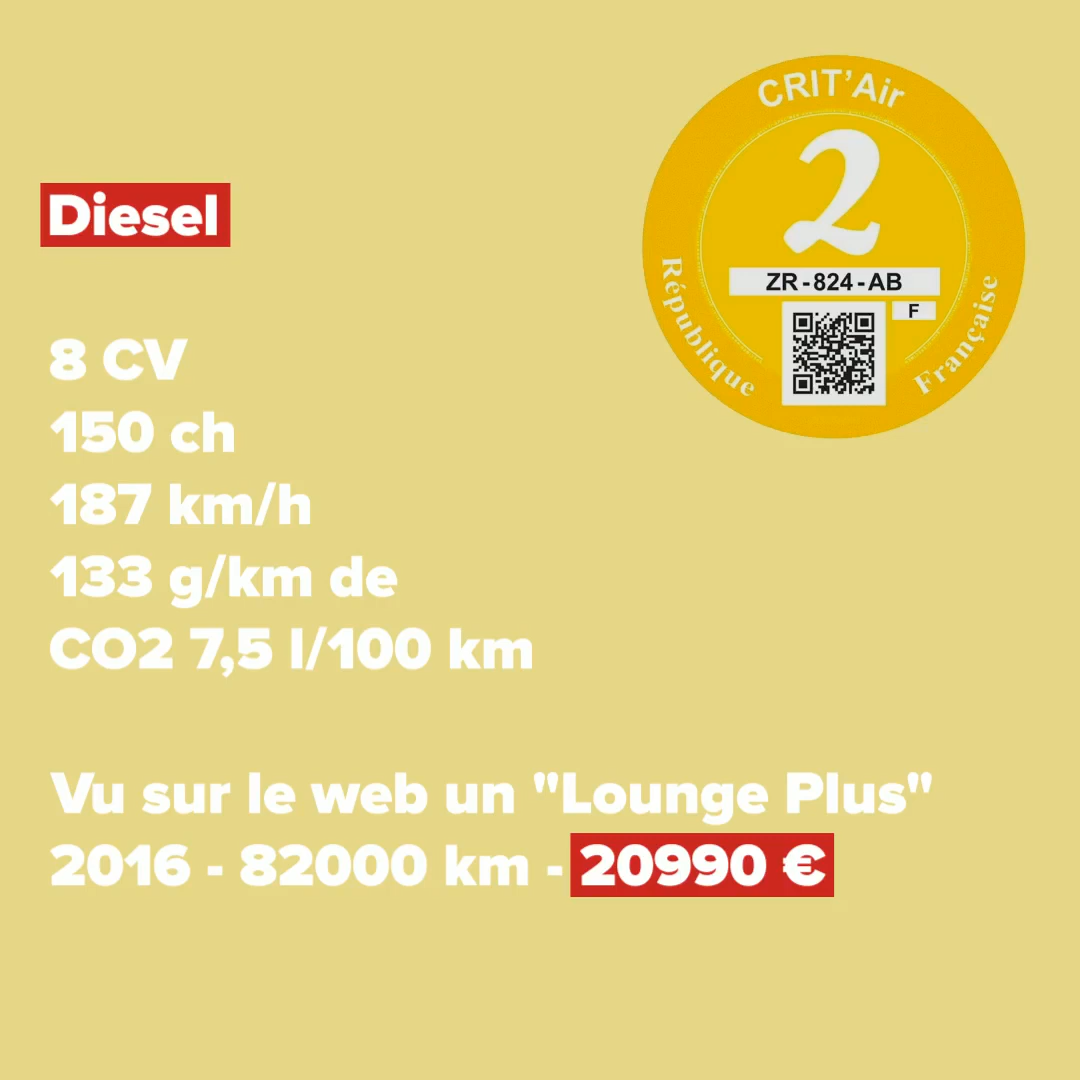 CRIT'Air
2
ZR-824-AB
F
République Française
Diesel
8 CV
150 ch
187 km/h
133 g/km de
CO2 7,5 l/100 km
Vu sur le web un "Lounge Plus"
2016 - 82000 km - 20990 €